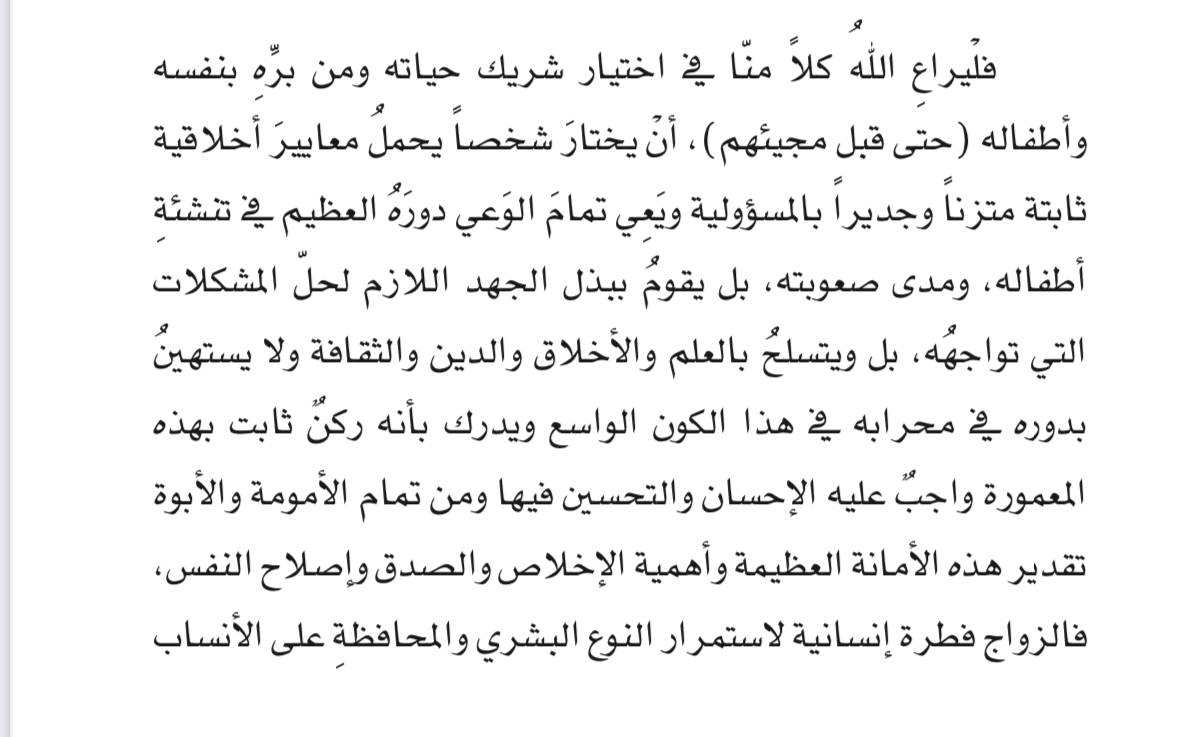 فلْيراعِ اللهُ كلاً منّا في اختيار شريك حياته ومن برِّهِ بنفسه
وأطفاله (حتى قبل مجيئهم)، أنْ يختارَ شخصاً يحملُ معاييرَ أخلاقية
ثابتة متزناً وجديراً بالمسؤولية ويَعِي تمامَ الوَعي دورَهُ العظيم في تنشئةِ
أطفاله، ومدى صعوبته، بل يقومُ ببذل الجهد اللازم لحلّ المشكلات
التي تواجهُه، بل ويتسلحُ بالعلم والأخلاق والدين والثقافة ولا يستهينُ
بدوره في محرابه في هذا الكون الواسع ويدرك بأنه ركنٌ ثابت بهذه
المعمورة واجبٌ عليه الإحسان والتحسين فيها ومن تمام الأمومة والأبوة
تقدير هذه الأمانة العظيمة وأهمية الإخلاص والصدق وإصلاح النفس،
فالزواج فطرة إنسانية لاستمرار النوع البشري والمحافظةِ على الأنساب